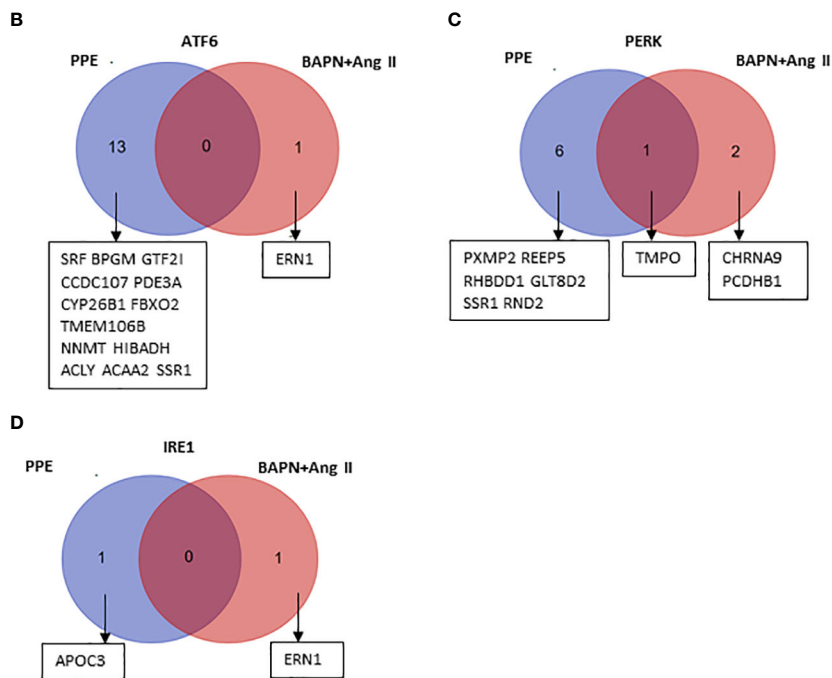 B
ATF6
PPE
BAPN+Ang II
13
0
1
SRF BPGM GTF2I
CCDC107 PDE3A
CYP26B1 FBXO2
TMEM106B
NNMT HIBADH
ACLY ACAA2 SSR1
ERN1
C
PERK
PPE
BAPN+Ang II
6
1
2
PXMP2 REEP5
RHBDD1 GLT8D2
SSR1 RND2
TMPO
CHRNA9
PCDHB1
D
IRE1
PPE
BAPN+Ang II
1
0
1
APOC3
ERN1